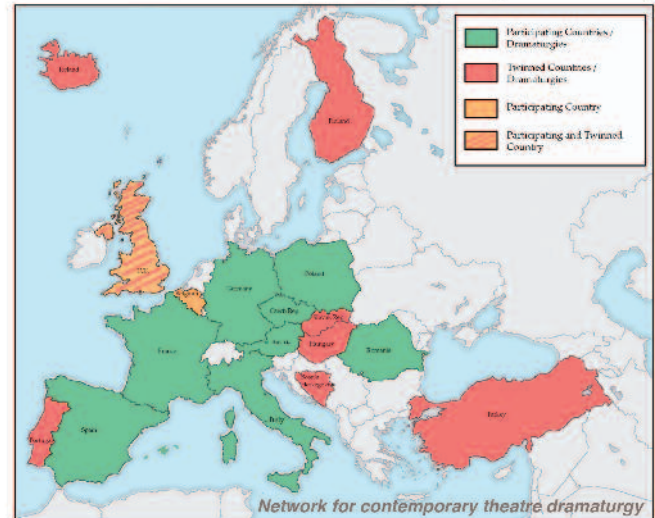 Participating Countries /
Dramaturgies
Twinned Countries /
Dramaturgies
Participating Country
Participating and Twinned
Country
Iceland
Finland
U.K.
Germany
Poland
Czech Rep.
Austria
Hungary
Romania
France
Portugal
Spain
Italy
Turkey
Network for contemporary theatre dramaturgy